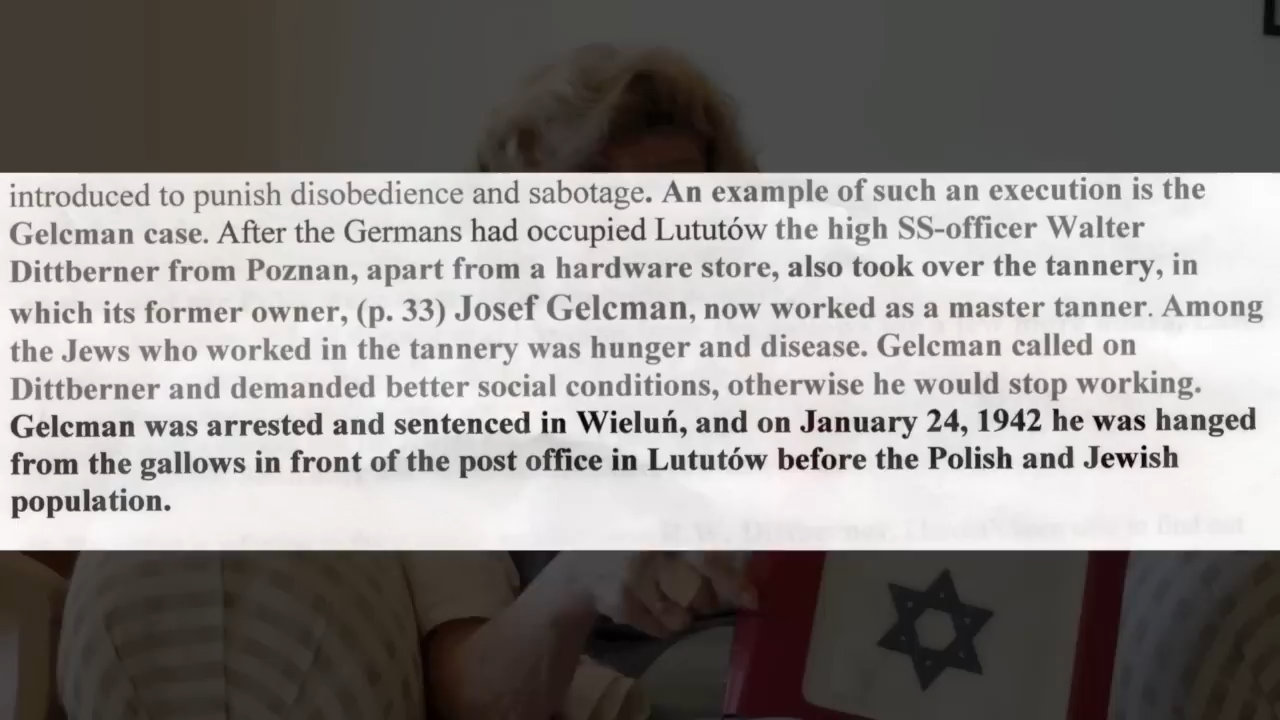 introduced to punish disobedience and sabotage. An example of such an execution is the
Gelcman case. After the Germans had occupied Lututów the high SS-officer Walter
Dittberner from Poznan, apart from a hardware store, also took over the tannery, in
which its former owner, (p. 33) Josef Gelcman, now worked as a master tanner. Among
the Jews who worked in the tannery was hunger and disease. Gelcman called on
Dittberner and demanded better social conditions, otherwise he would stop working.
Gelcman was arrested and sentenced in Wieluń, and on January 24, 1942 he was hanged
from the gallows in front of the post office in Lututów before the Polish and Jewish
population.